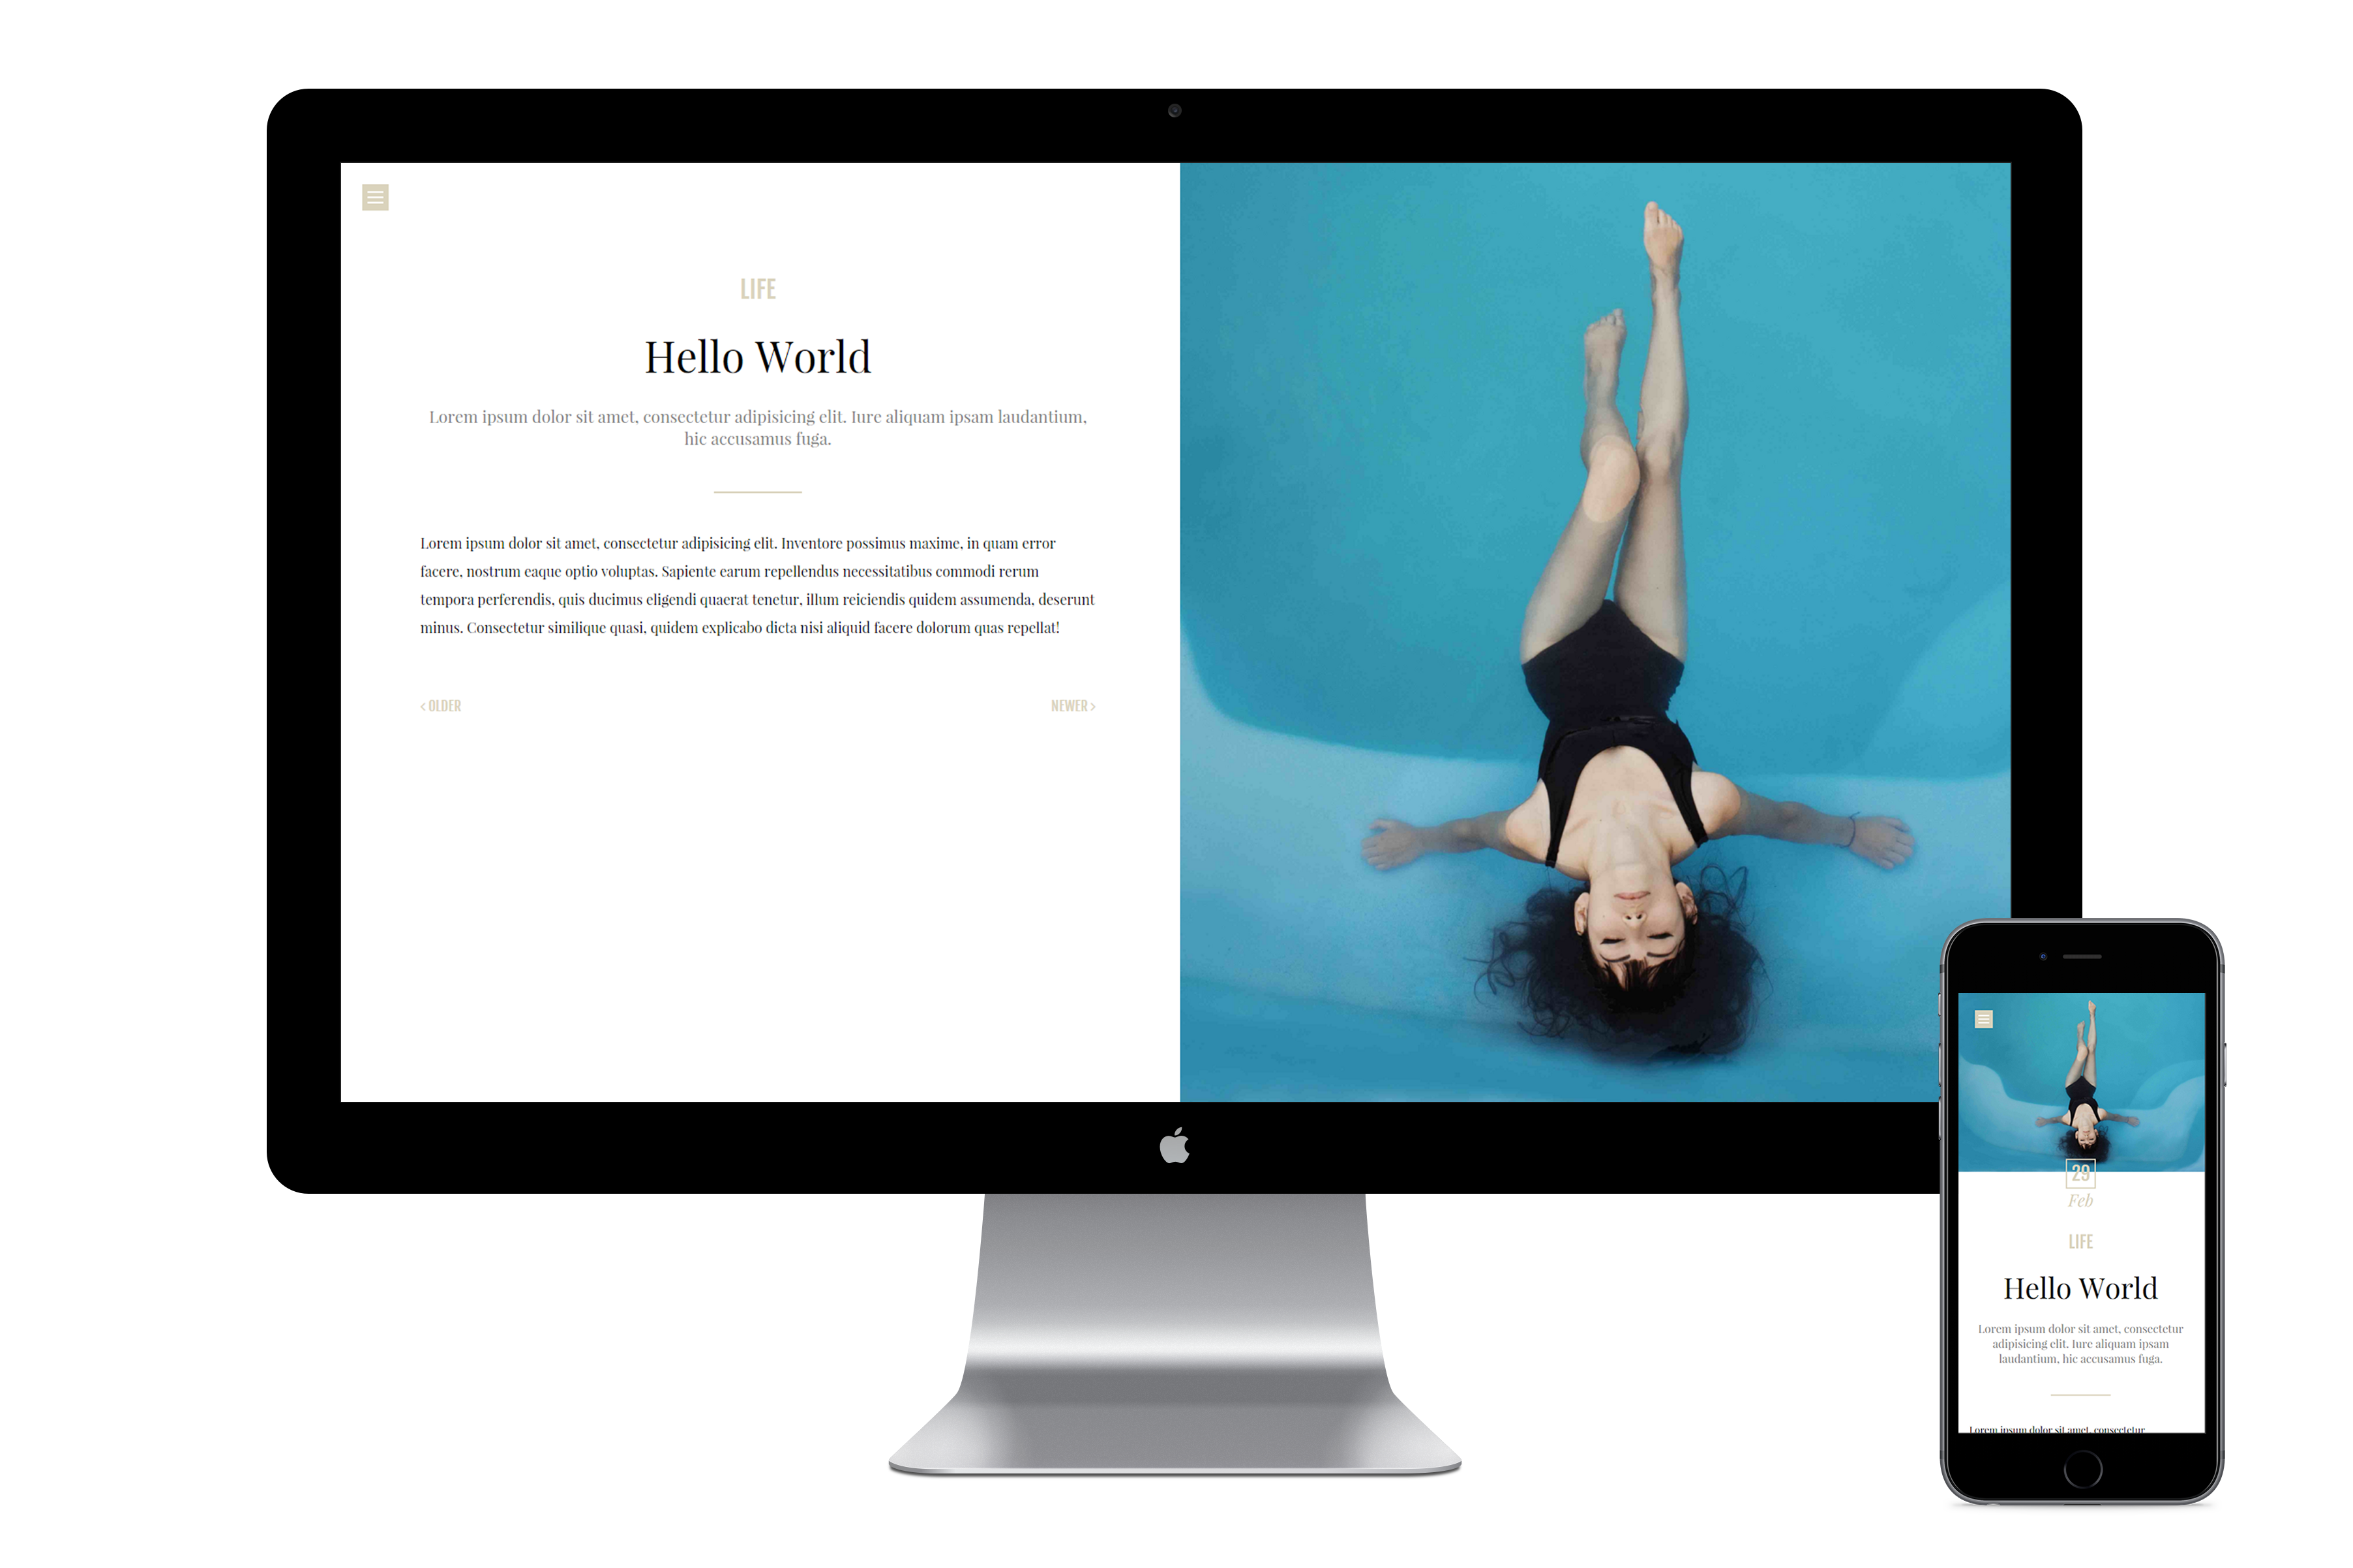 LIFE
Hello World
Lorem ipsum dolor sit amet, consectetur adipisicing elit. Iure aliquam ipsam laudantium,
hic accusamus fuga.
Lorem ipsum dolor sit amet, consectetur adipisicing elit. Inventore possimus maxime, in quam error
facere, nostrum eaque optio voluptas. Sapiente earum repellendus necessitatibus commodi rerum
tempora perferendis, quis ducimus eligendi quaerat tenetur, illum reiciendis quidem assumenda, deserunt
minus. Consectetur similique quasi, quidem explicabo dicta nisi aliquid facere dolorum quas repellat!
< OLDER
NEWER >
29
Feb
LIFE
Hello World
Lorem ipsum dolor sit amet, consectetur
adipisicing elit. Iure aliquam ipsam
laudantium, hic accusamus fuga.
Lorem ipsum dolor sit amet, consectetur